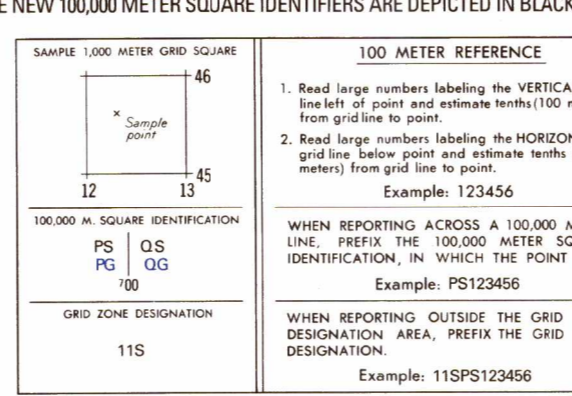 NEW 100,000 METER SQUARE IDENTIFIERS ARE DEPICTED IN BLACK
SAMPLE 1,000 METER GRID SQUARE
46
Sample
point
45
12 13
100,000 M. SQUARE IDENTIFICATION
PS QS
PG QG
700
GRID ZONE DESIGNATION
11S
100 METER REFERENCE
1. Read large numbers labeling the VERTICA
line left of point and estimate tenths (100 m
from grid line to point.
2. Read large numbers labeling the HORIZON
grid line below point and estimate tenths
meters) from grid line to point.
Example: 123456
WHEN REPORTING ACROSS A 100,000 M
LINE, PREFIX THE 100,000 METER SQ
IDENTIFICATION, IN WHICH THE POINT
Example: PS123456
WHEN REPORTING OUTSIDE THE GRID
DESIGNATION AREA, PREFIX THE GRID
DESIGNATION.
Example: 11SPS123456